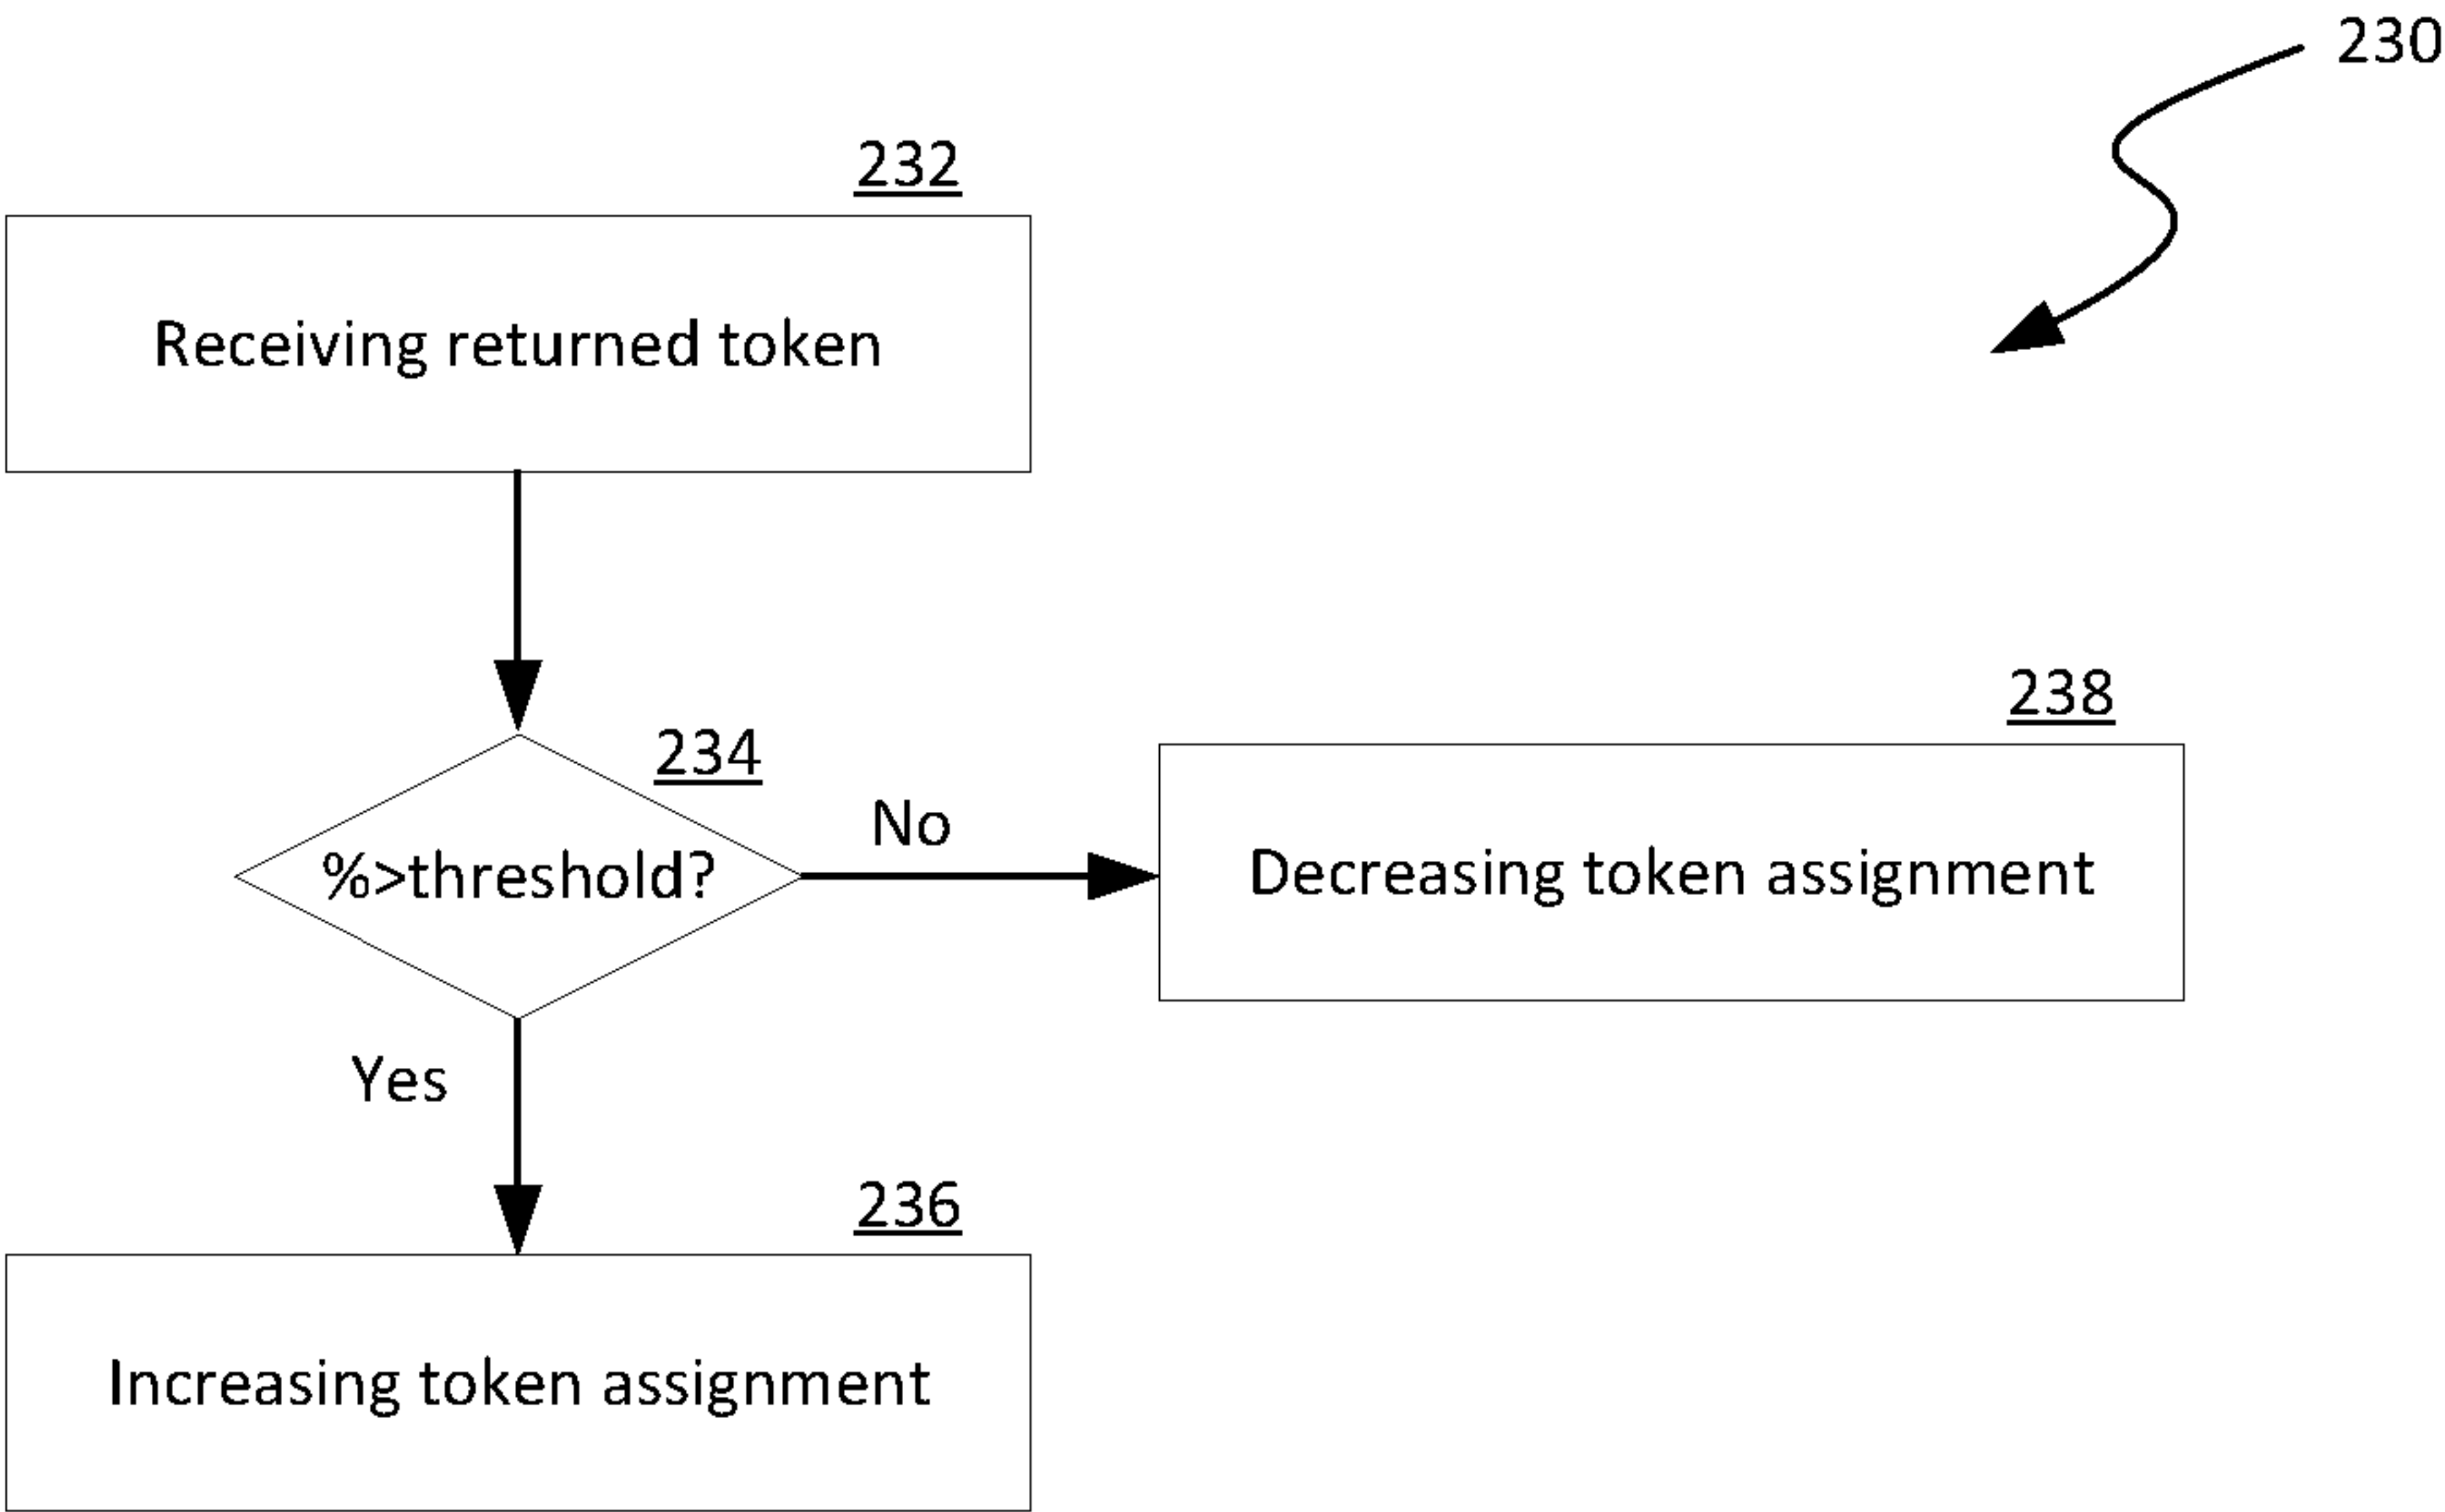 230
232
Receiving returned token
234
%>threshold?
No
238
Decreasing token assignment
Yes
236
Increasing token assignment